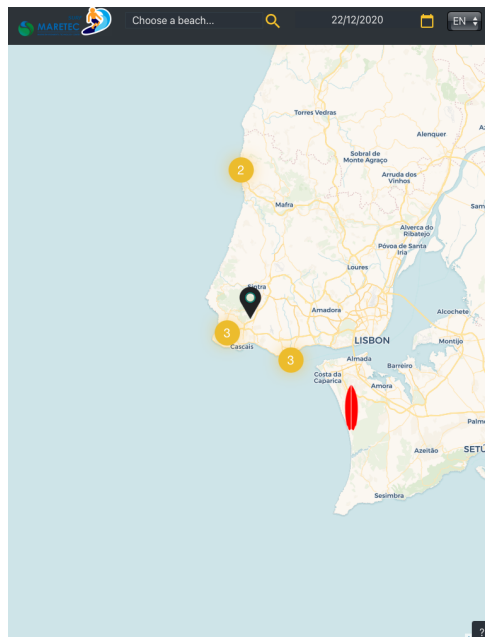 MARETEC
Choose a beach...
22/12/2020
EN
Torres Vedras
Alenquer
Sobral de
Monte Agraço
Arruda dos
Vinhos
2
Mafra
Sam
Alverca do
Ribatejo
Póvoa de Santa
Iria
Loures
Sintra
Amadora
Alcochete
3
LISBON
Montijo
Cascais
3
Almada
Barreiro
Costa da
Caparica
Amora
Palm
Azeitão
SETÚ
Sesimbra
?